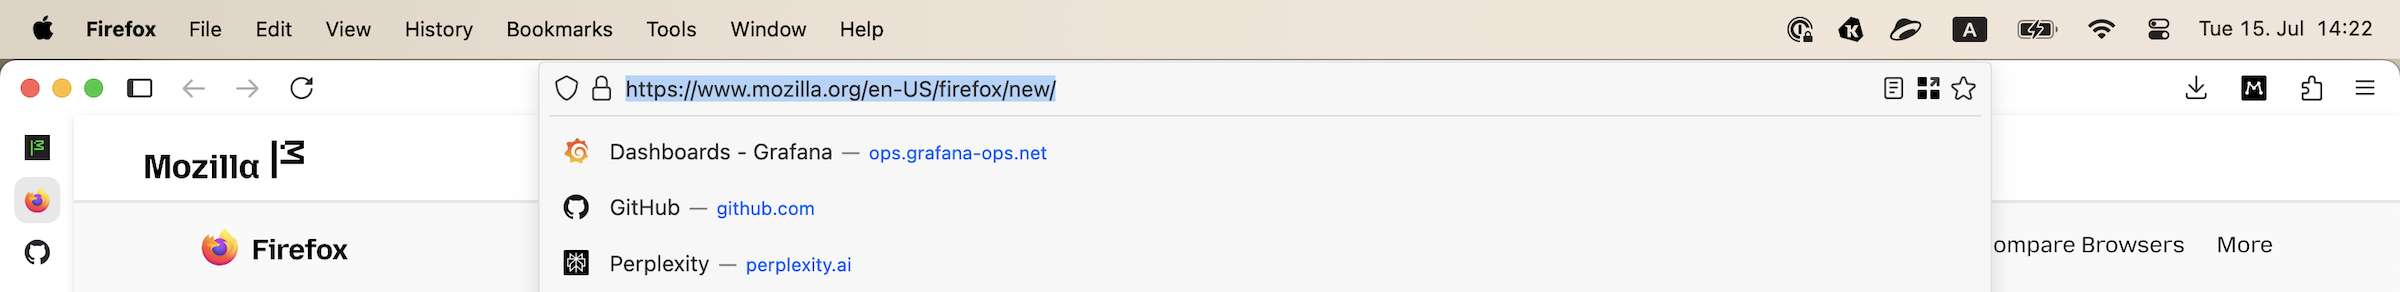 Firefox File Edit View History Bookmarks Tools Window Help A Tue 15. Jul 14:22
https://www.mozilla.org/en-US/firefox/new/
Mozilla
Dashboards - Grafana — ops.grafana-ops.net
GitHub — github.com
Firefox
ompare Browsers More
Perplexity — perplexity.ai